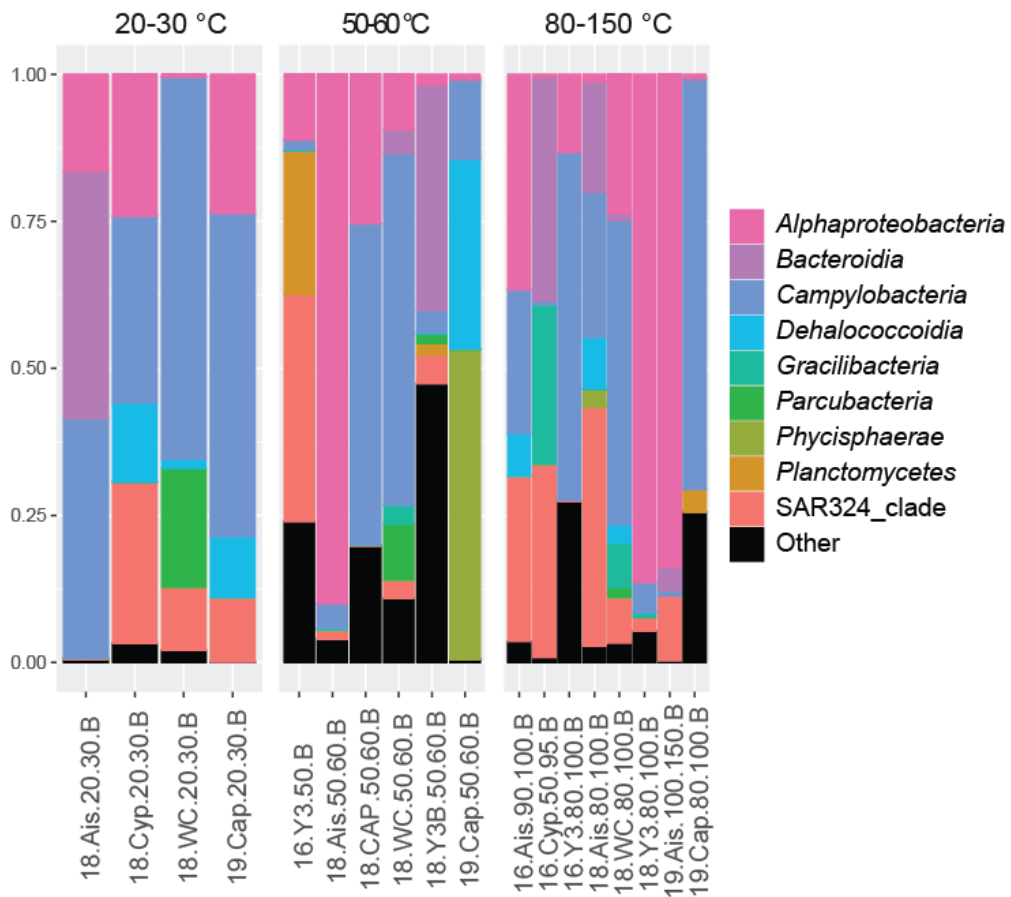 20-30 °C
50-60°C
80-150 °C
1.00
0.75
0.50
0.25
0.00
18.Ais.20.30.B
18.Cyp.20.30.B
18.WC.20.30.B
19.Cap.20.30.B
16.Y3.50.B
18.Ais.50.60.B
18.CAP.50.60.B
18.WC.50.60.B
18.Y3B.50.60.B
19.Cap.50.60.B
16.Ais.90.100.B
16.Cyp.50.95.B
16.Y3.80.100.B
18.Ais.80.100.B
18.WC.80.100.B
18.Y3.80.100.B
19.Ais.100.150.B
19.Cap.80.100.B
Alphaproteobacteria
Bacteroidia
Campylobacteria
Dehalococcoidia
Gracilibacteria
Parcubacteria
Phycisphaerae
Planctomycetes
SAR324_clade
Other